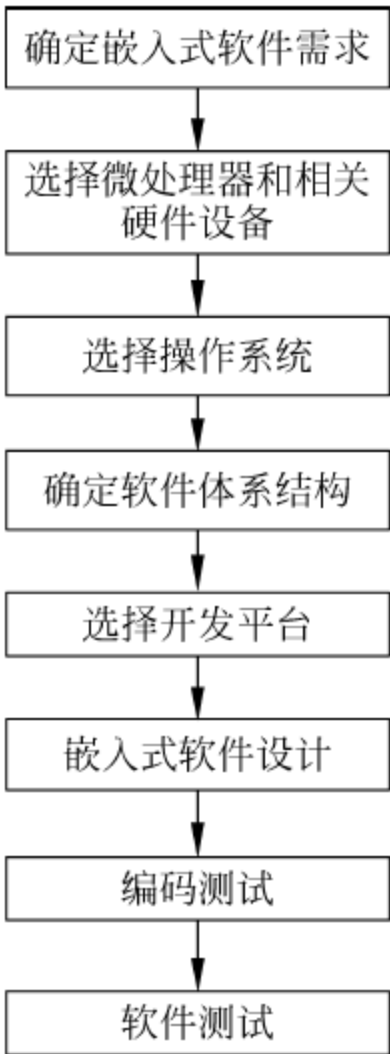 确定嵌入式软件需求
选择微处理器和相关
硬件设备
选择操作系统
确定软件体系结构
选择开发平台
嵌入式软件设计
编码测试
软件测试